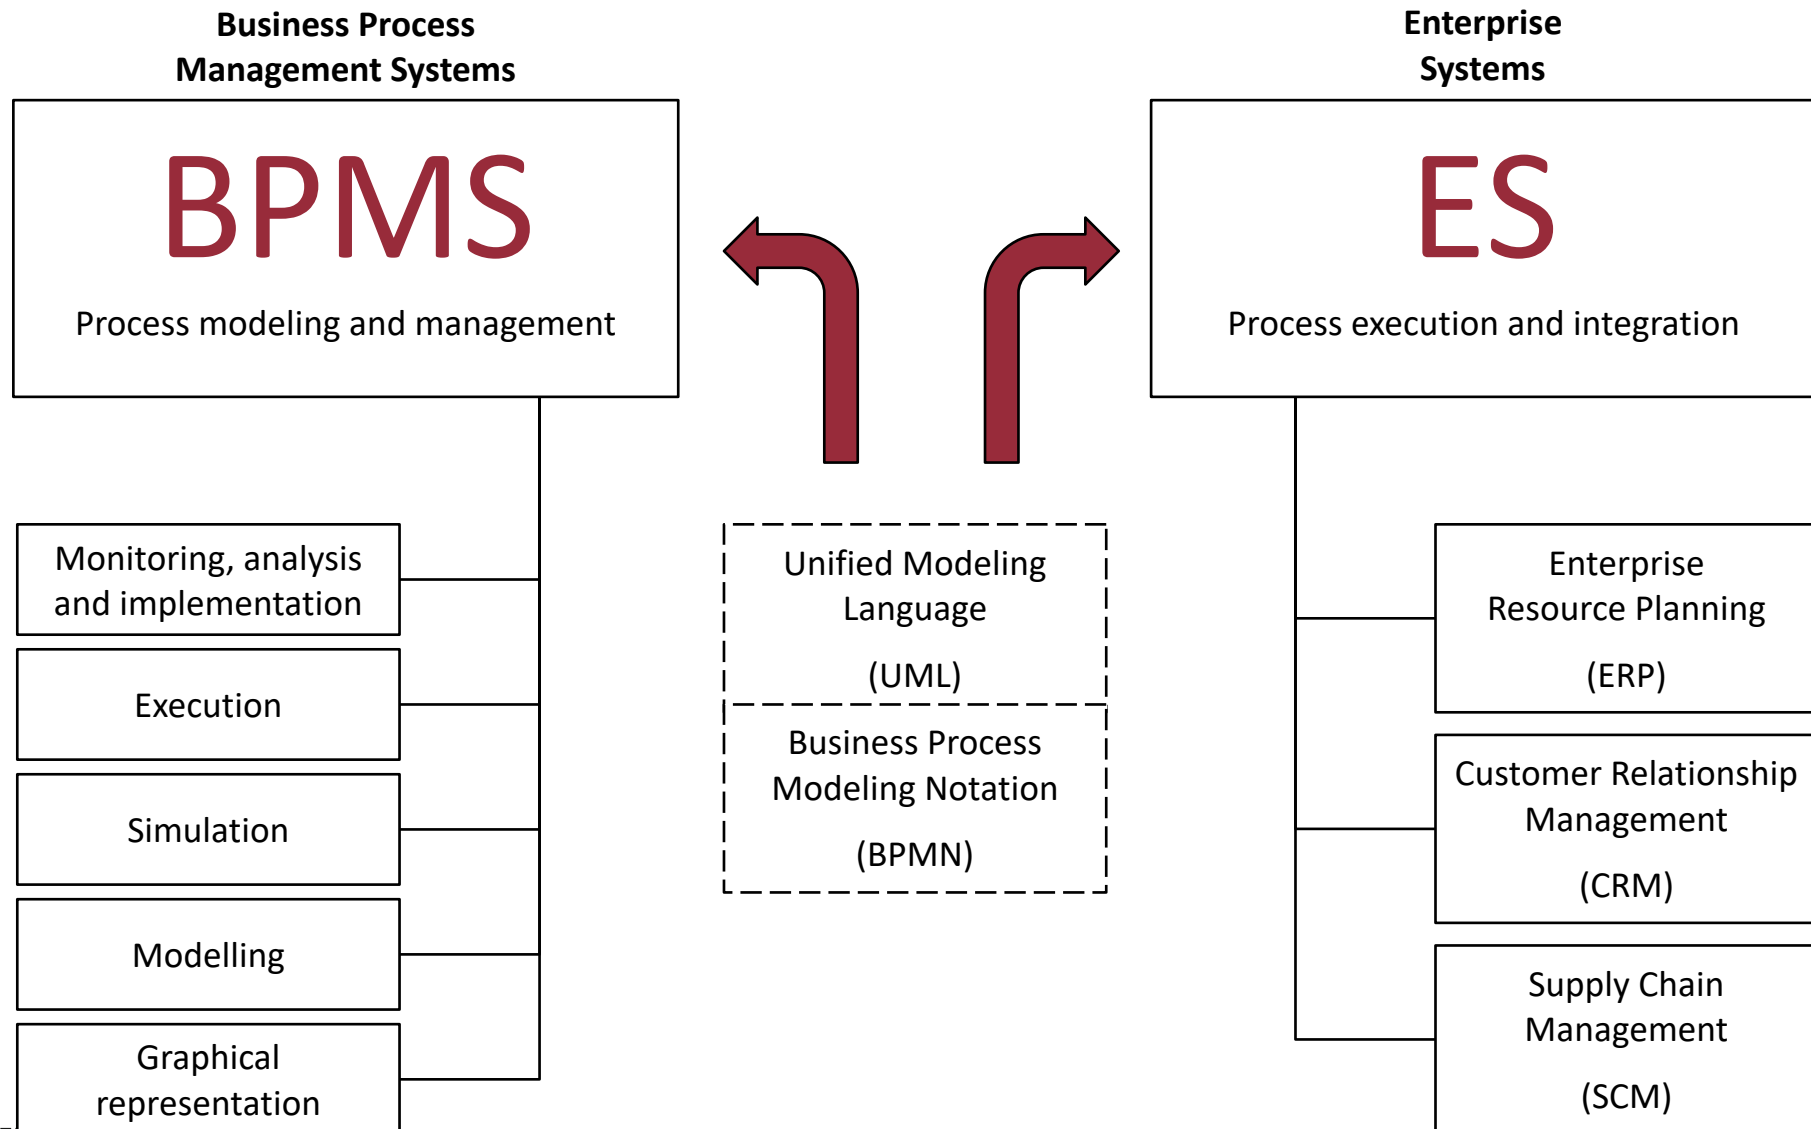 Business Process
Management Systems
BPMS
Process modeling and management
Monitoring, analysis
and implementation
Execution
Simulation
Modelling
Graphical
representation
Unified Modeling
Language
(UML)
Business Process
Modeling Notation
(BPMN)
Enterprise
Systems
ES
Process execution and integration
Enterprise
Resource Planning
(ERP)
Customer Relationship
Management
(CRM)
Supply Chain
Management
(SCM)